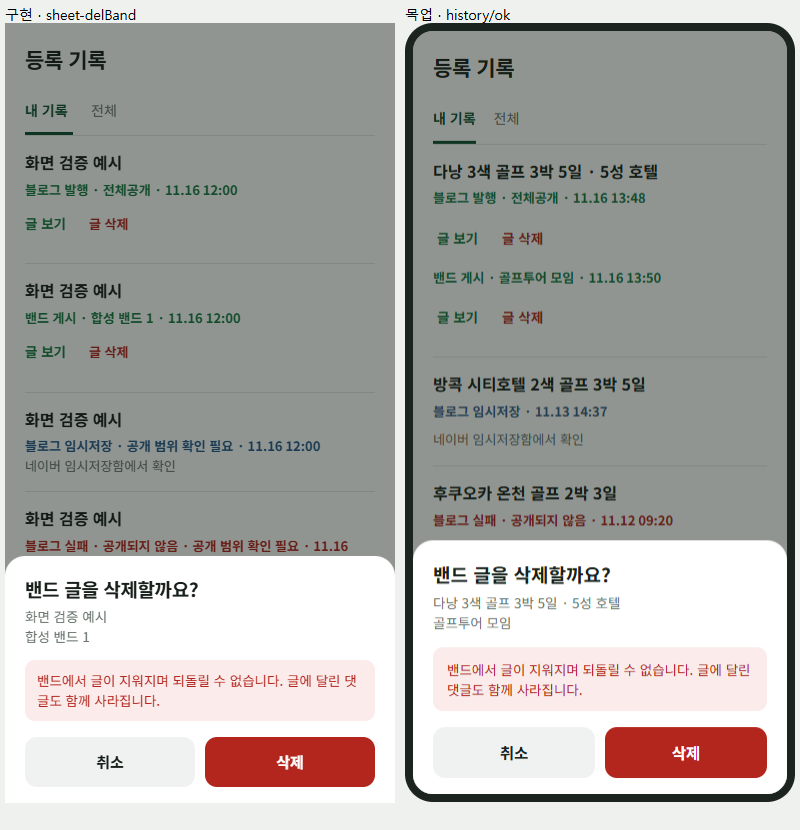 구현 · sheet-delBand
등록 기록
내 기록 전체
화면 검증 예시
블로그 발행 · 전체공개 · 11.16 12:00
글 보기 글 삭제
화면 검증 예시
밴드 게시 · 합성 밴드 1 · 11.16 12:00
글 보기 글 삭제
화면 검증 예시
블로그 임시저장 · 공개 범위 확인 필요 · 11.16 12:00
네이버 임시저장함에서 확인
화면 검증 예시
블로그 실패 · 공개되지 않음 · 공개 범위 확인 필요 · 11.16
밴드 글을 삭제할까요?
화면 검증 예시
합성 밴드 1
밴드에서 글이 지워지며 되돌릴 수 없습니다. 글에 달린 댓
글도 함께 사라집니다.
취소 삭제
목업 · history/ok
등록 기록
내 기록 전체
다낭 3색 골프 3박 5일 · 5성 호텔
블로그 발행 · 전체공개 · 11.16 13:48
글 보기 글 삭제
밴드 게시 · 골프투어 모임 · 11.16 13:50
글 보기 글 삭제
방콕 시티호텔 2색 골프 3박 5일
블로그 임시저장 · 11.13 14:37
네이버 임시저장함에서 확인
후쿠오카 온천 골프 2박 3일
블로그 실패 · 공개되지 않음 · 11.12 09:20
밴드 글을 삭제할까요?
다낭 3색 골프 3박 5일 · 5성 호텔
골프투어 모임
밴드에서 글이 지워지며 되돌릴 수 없습니다. 글에 달린
댓글도 함께 사라집니다.
취소 삭제